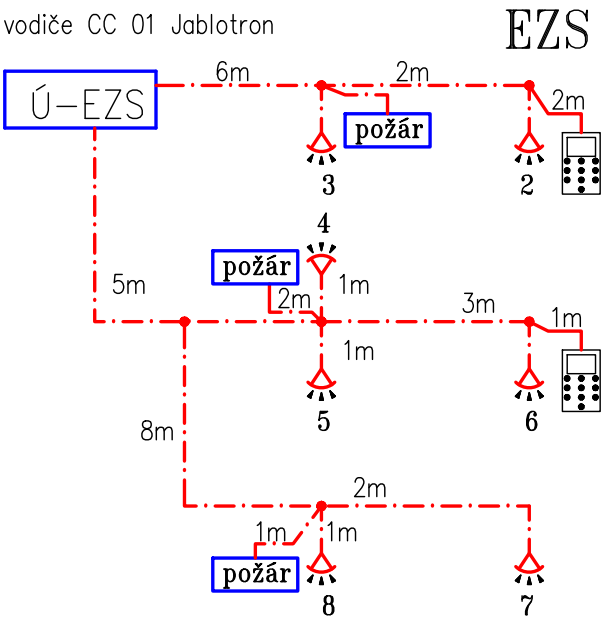 vodiče CC 01 Jablotron
EZS
6m
2m
Ú-EZS
2m
požár
3
2
4
požár
5m
2m
1m
3m
1m
1m
5
6
8m
2m
1m
1m
požár
8
7